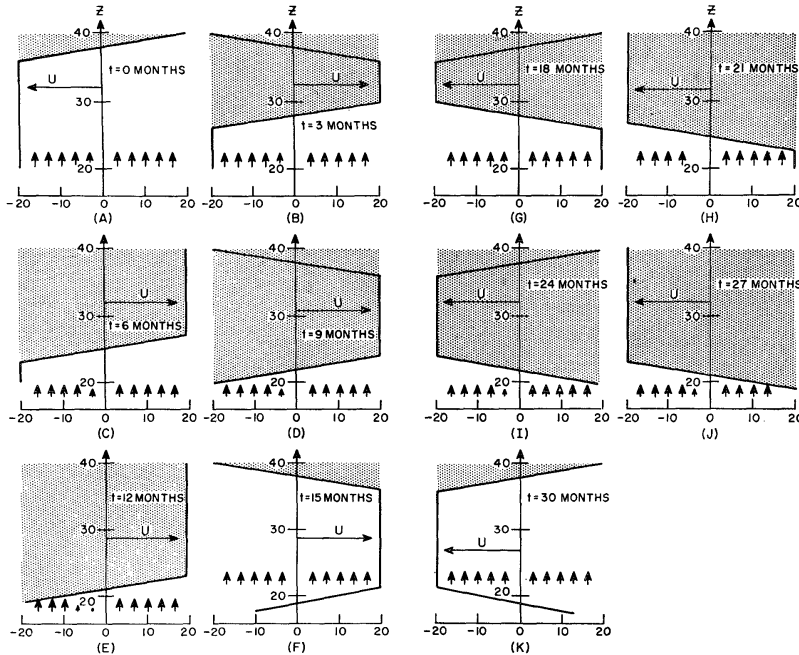 Z
40
t=0 MONTHS
U
30
20
-20 -10 0 10 20
(A)
Z
40
U
30
t=3 MONTHS
20
-20 -10 0 10 20
(B)
Z
40
t=18 MONTHS
U
30
20
-20 -10 0 10 20
(G)
Z
40
t=21 MONTHS
U
30
20
-20 -10 0 10 20
(H)
40
U
30
t=6 MONTHS
20
-20 -10 0 10 20
(C)
40
U
30
t=9 MONTHS
20
-20 -10 0 10 20
(D)
40
t=24 MONTHS
U
30
20
-20 -10 0 10 20
(I)
40
t=27 MONTHS
U
30
20
-20 -10 0 10 20
(J)
40
t=12 MONTHS
30
U
20
-20 -10 0 10 20
(E)
40
t=15 MONTHS
30
U
20
-20 -10 0 10 20
(F)
40
t=30 MONTHS
30
U
20
-20 -10 0 10 20
(K)